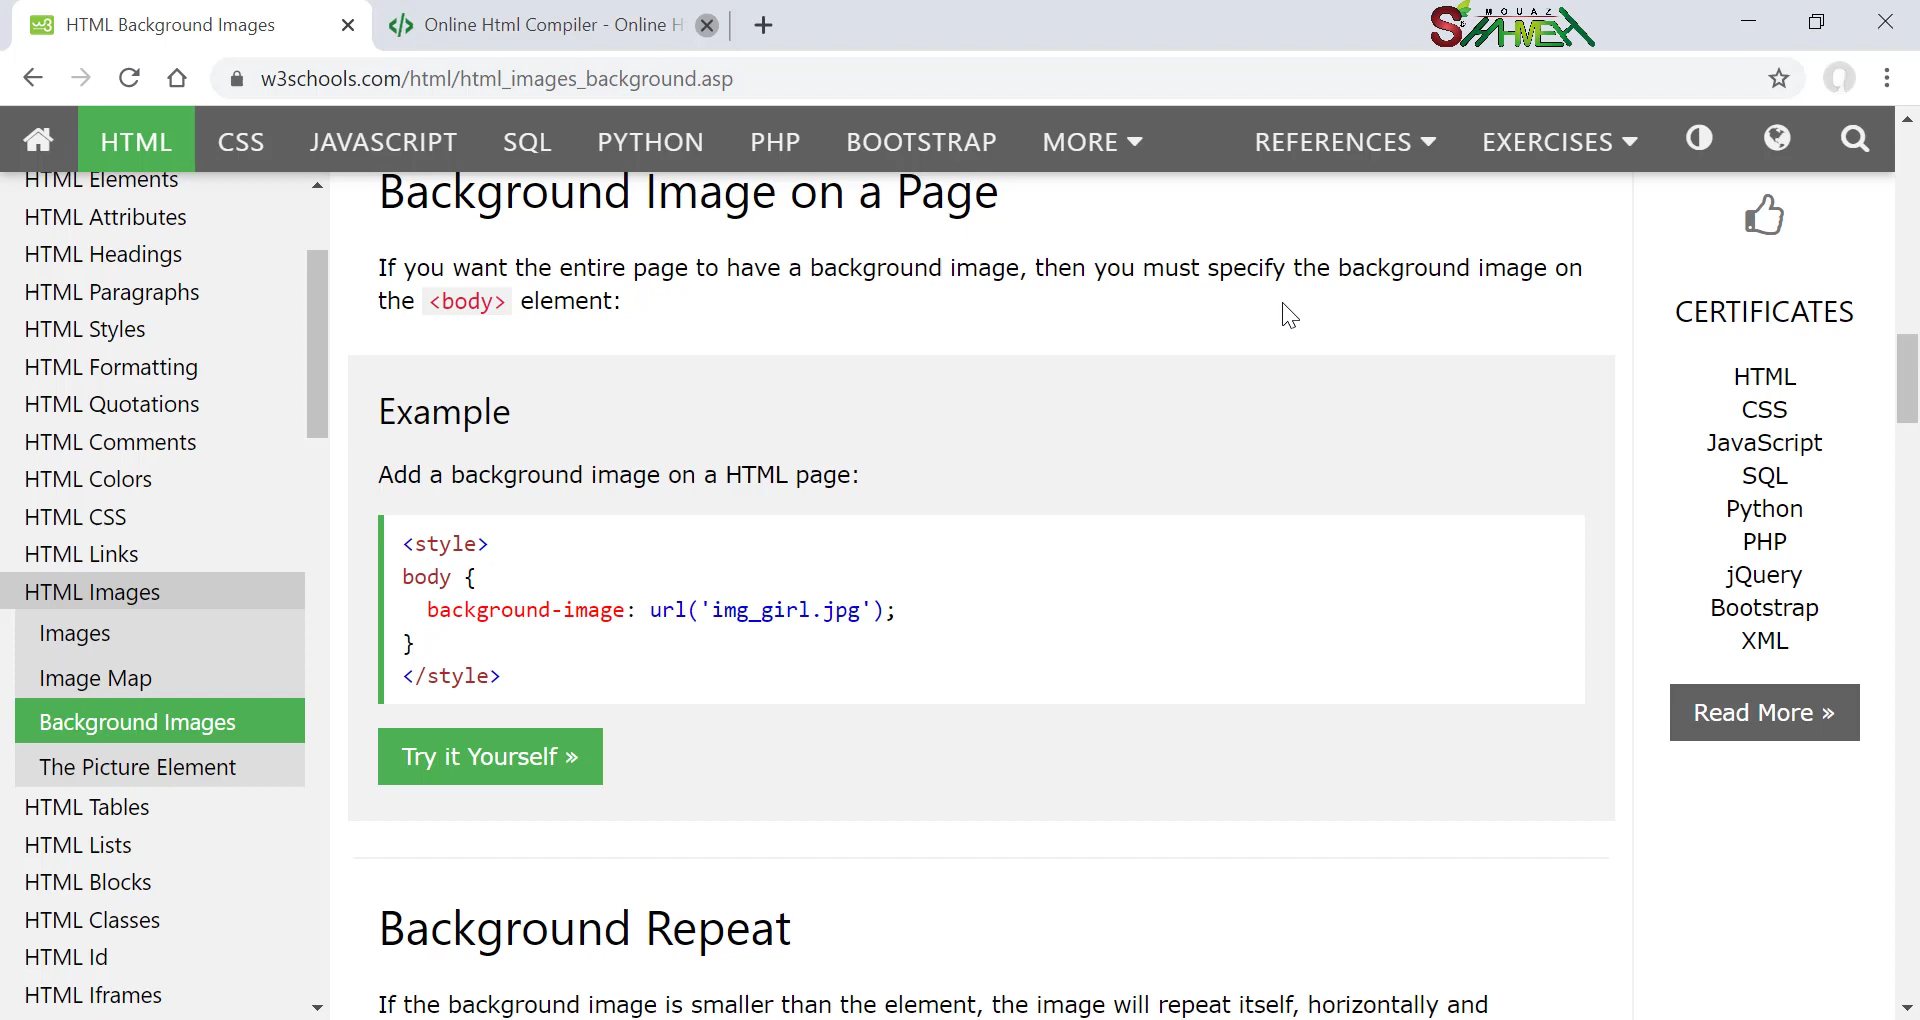 HTML Background Images
Online Html Compiler - Online H
MOUAZ
w3schools.com/html/html_images_background.asp
HTML CSS JAVASCRIPT SQL PYTHON PHP BOOTSTRAP MORE REFERENCES EXERCISES
HTML Elements
HTML Attributes
HTML Headings
HTML Paragraphs
HTML Styles
HTML Formatting
HTML Quotations
HTML Comments
HTML Colors
HTML CSS
HTML Links
HTML Images
Images
Image Map
Background Images
The Picture Element
HTML Tables
HTML Lists
HTML Blocks
HTML Classes
HTML Id
HTML Iframes
Background Image on a Page
If you want the entire page to have a background image, then you must specify the background image on
the <body> element:
Example
Add a background image on a HTML page:
<style>
body {
background-image: url('img_girl.jpg');
}
</style>
Try it Yourself »
Background Repeat
If the background image is smaller than the element, the image will repeat itself, horizontally and
CERTIFICATES
HTML
CSS
JavaScript
SQL
Python
PHP
jQuery
Bootstrap
XML
Read More »